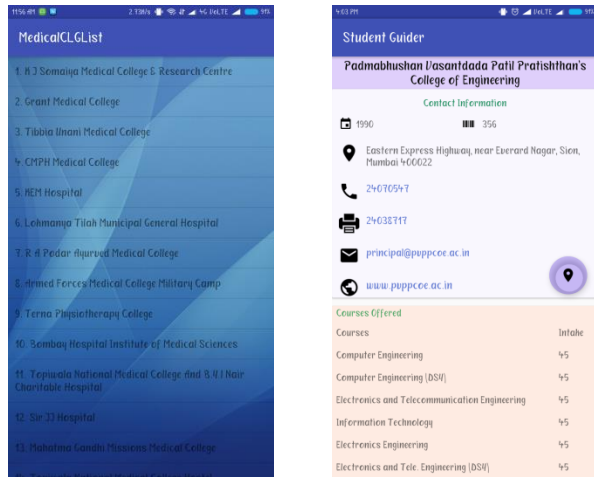 11:56 AM
2.73K/s 4G VoLTE 91%
MedicalCLGList
1. K J Somaiya Medical College & Research Centre
2. Grant Medical College
3. Tibbia Unani Medical College
4. CMPH Medical College
5. KEM Hospital
6. Lokmanya Tilak Municipal General Hospital
7. R A Podar Ayurved Medical College
8. Armed Forces Medical College Military Camp
9. Terna Physiotherapy College
10. Bombay Hospital Institute of Medical Sciences
11. Topiwala National Medical College And B.Y.l Nair
Charitable Hospital
12. Sir JJ Hospital
13. Mahatma Gandhi Missions Medical College
4:03 PM
VoLTE 91%
Student Guider
Padmabhushan Vasantdada Patil Pratishthan's
College of Engineering
Contact Information
1990 356
Eastern Express Highway, near Everard Nagar, Sion,
Mumbai 400022
24070547
24038717
principal@pvppcoe.ac.in
www.pvppcoe.ac.in
Courses Offered
Courses Intake
Computer Engineering 45
Computer Engineering (DSY) 45
Electronics and Telecommunication Engineering 45
Information Technology 45
Electronics Engineering 45
Electronics and Tele. Engineering (DSY) 45